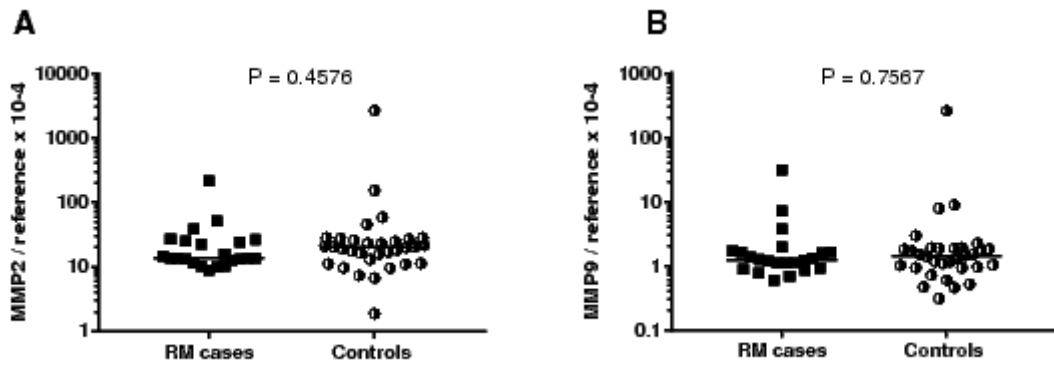 A
P = 0.4576
MMP2 / reference x 10-4
10000
1000
100
10
1
RM cases Controls
B
P = 0.7567
MMP9 / reference x 10-4
1000
100
10
1
0.1
RM cases Controls